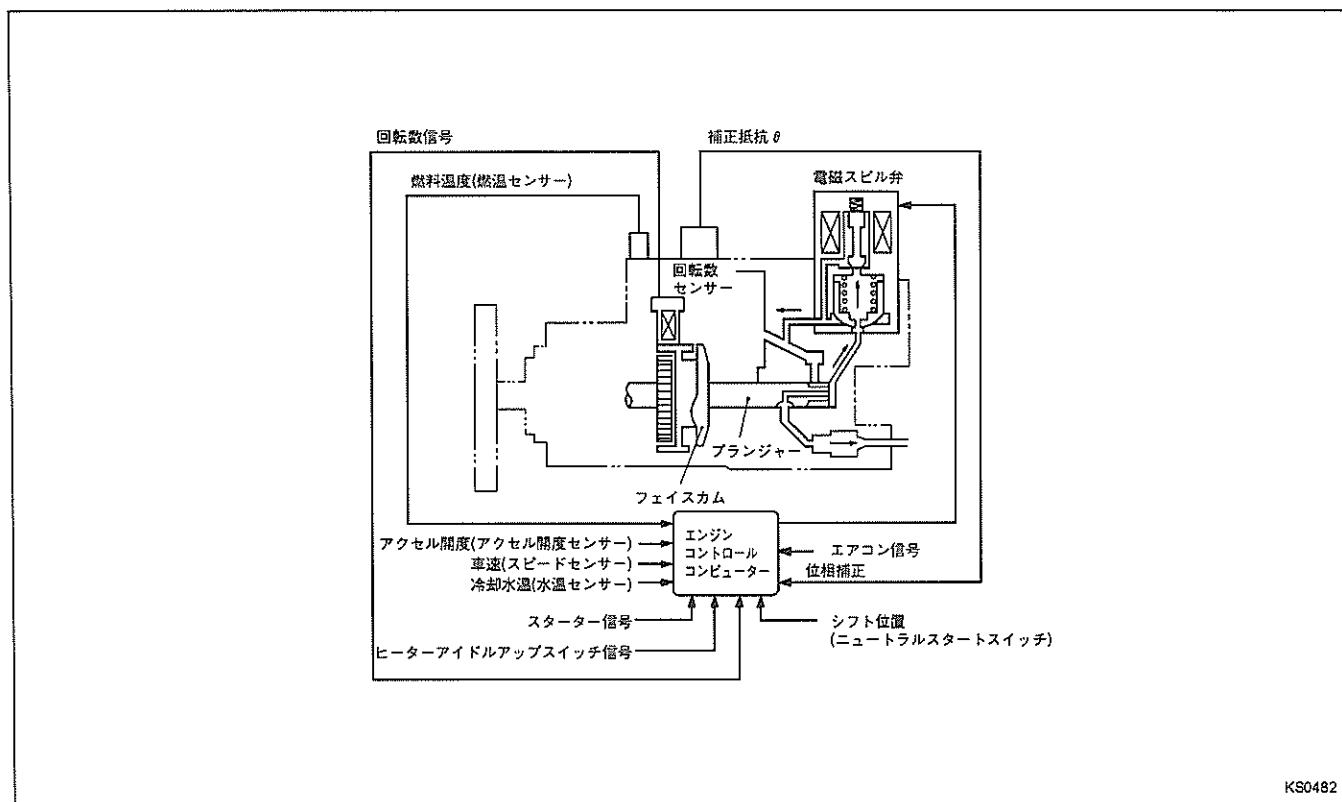 回転数信号
補正抵抗 θ
燃料温度(燃温センサー)
電磁スピル弁
回転数
センサー
プランジャー
フェイスカム
エンジン
コントロール
コンピューター
アクセル開度(アクセル開度センサー)
車速(スピードセンサー)
冷却水温(水温センサー)
エアコン信号
位相補正
スターター信号
シフト位置
(ニュートラルスタートスイッチ)
ヒーターアイドルアップスイッチ信号
KS0482